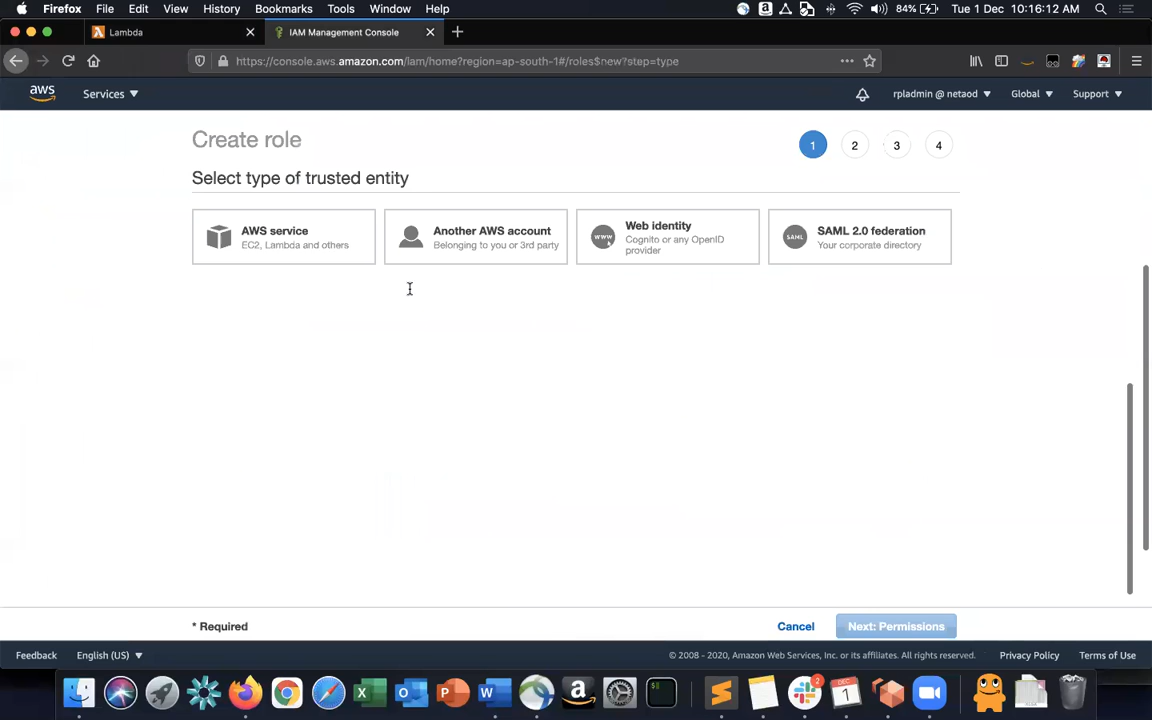 Firefox File Edit View History Bookmarks Tools Window Help 84% Tue 1 Dec 10:16:12 AM
Lambda IAM Management Console
https://console.aws.amazon.com/iam/home?region=ap-south-1#/roles$new?step=type
aws Services rpladmin @ netaod Global Support
Create role 1 2 3 4
Select type of trusted entity
AWS service
EC2, Lambda and others
Another AWS account
Belonging to you or 3rd party
www
Web identity
Cognito or any OpenID
provider
SAML
SAML 2.0 federation
Your corporate directory
* Required Cancel Next: Permissions
Feedback English (US) © 2008 - 2020, Amazon Web Services, Inc. or its affiliates. All rights reserved. Privacy Policy Terms of Use
X O P W a $ 2 DEC 1